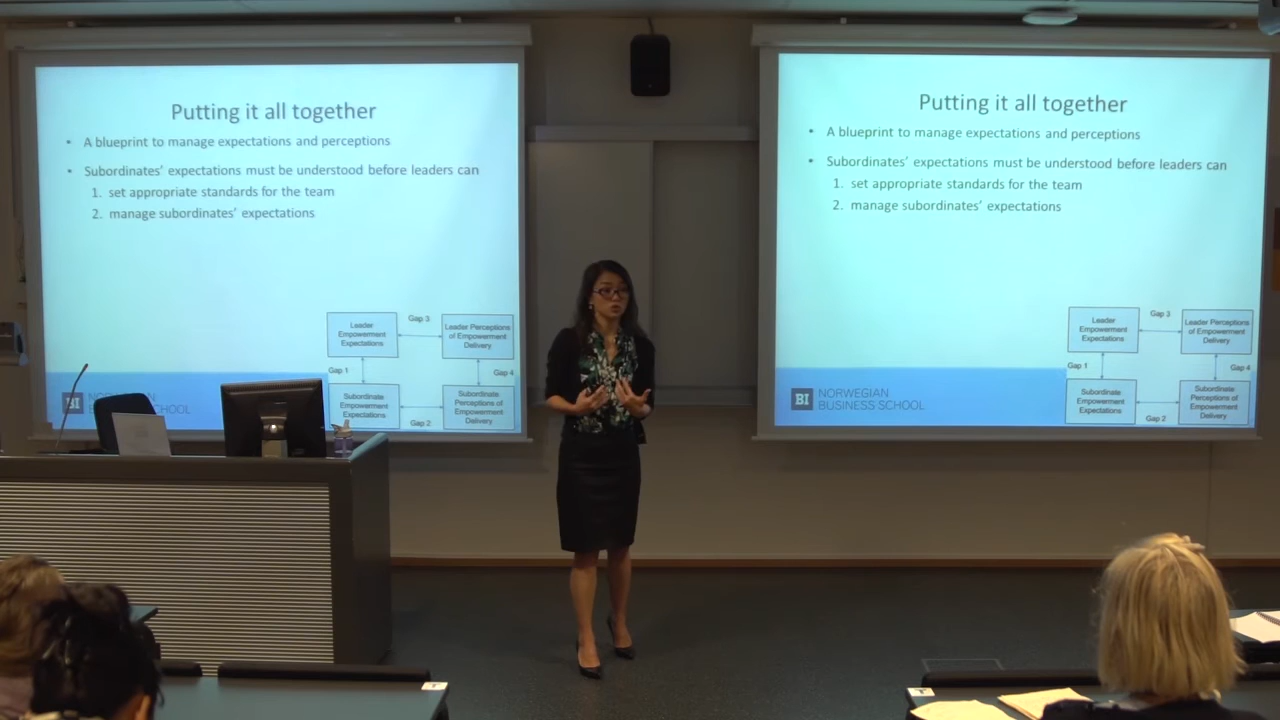 Putting it all together
• A blueprint to manage expectations and perceptions
• Subordinates' expectations must be understood before leaders can
1. set appropriate standards for the team
2. manage subordinates' expectations
Leader
Empowerment
Expectations
Gap 3
Leader Perceptions
of Empowerment
Delivery
Gap 1
Gap 4
Subordinate
Empowerment
Expectations
Gap 2
Subordinate
Perceptions of
Empowerment
Delivery
BI
NORWEGIAN
BUSINESS SCHOOL
Putting it all together
• A blueprint to manage expectations and perceptions
• Subordinates' expectations must be understood before leaders can
1. set appropriate standards for the team
2. manage subordinates' expectations
Leader
Empowerment
Expectations
Gap 3
Leader Perceptions
of Empowerment
Delivery
Gap 1
Gap 4
Subordinate
Empowerment
Expectations
Gap 2
Subordinate
Perceptions of
Empowerment
Delivery
BI
NORWEGIAN
BUSINESS SCHOOL